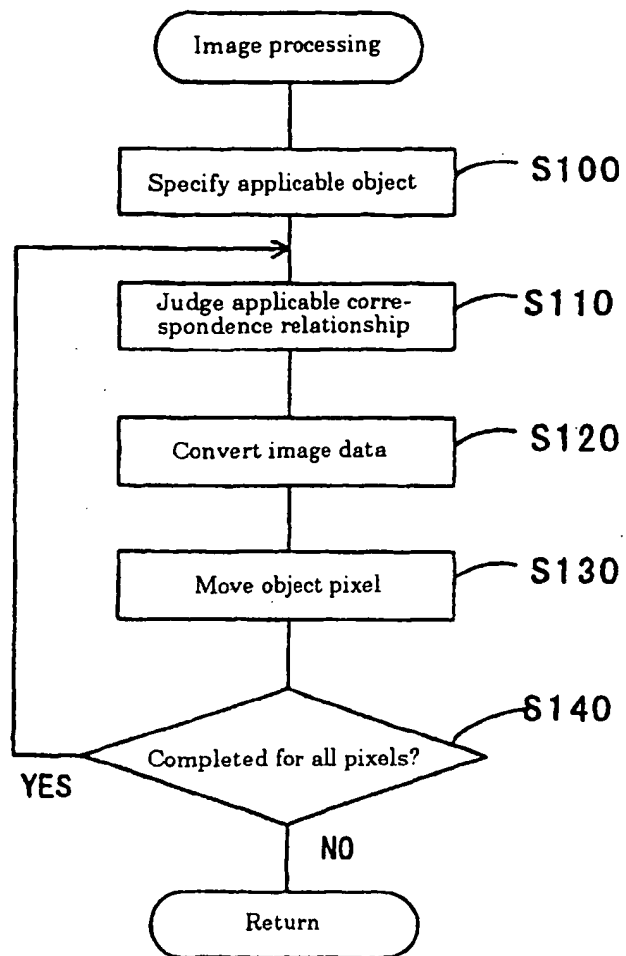 Image processing
Specify applicable object
S100
Judge applicable corre-
spondence relationship
S110
Convert image data
S120
Move object pixel
S130
S140
Completed for all pixels?
YES
NO
Return